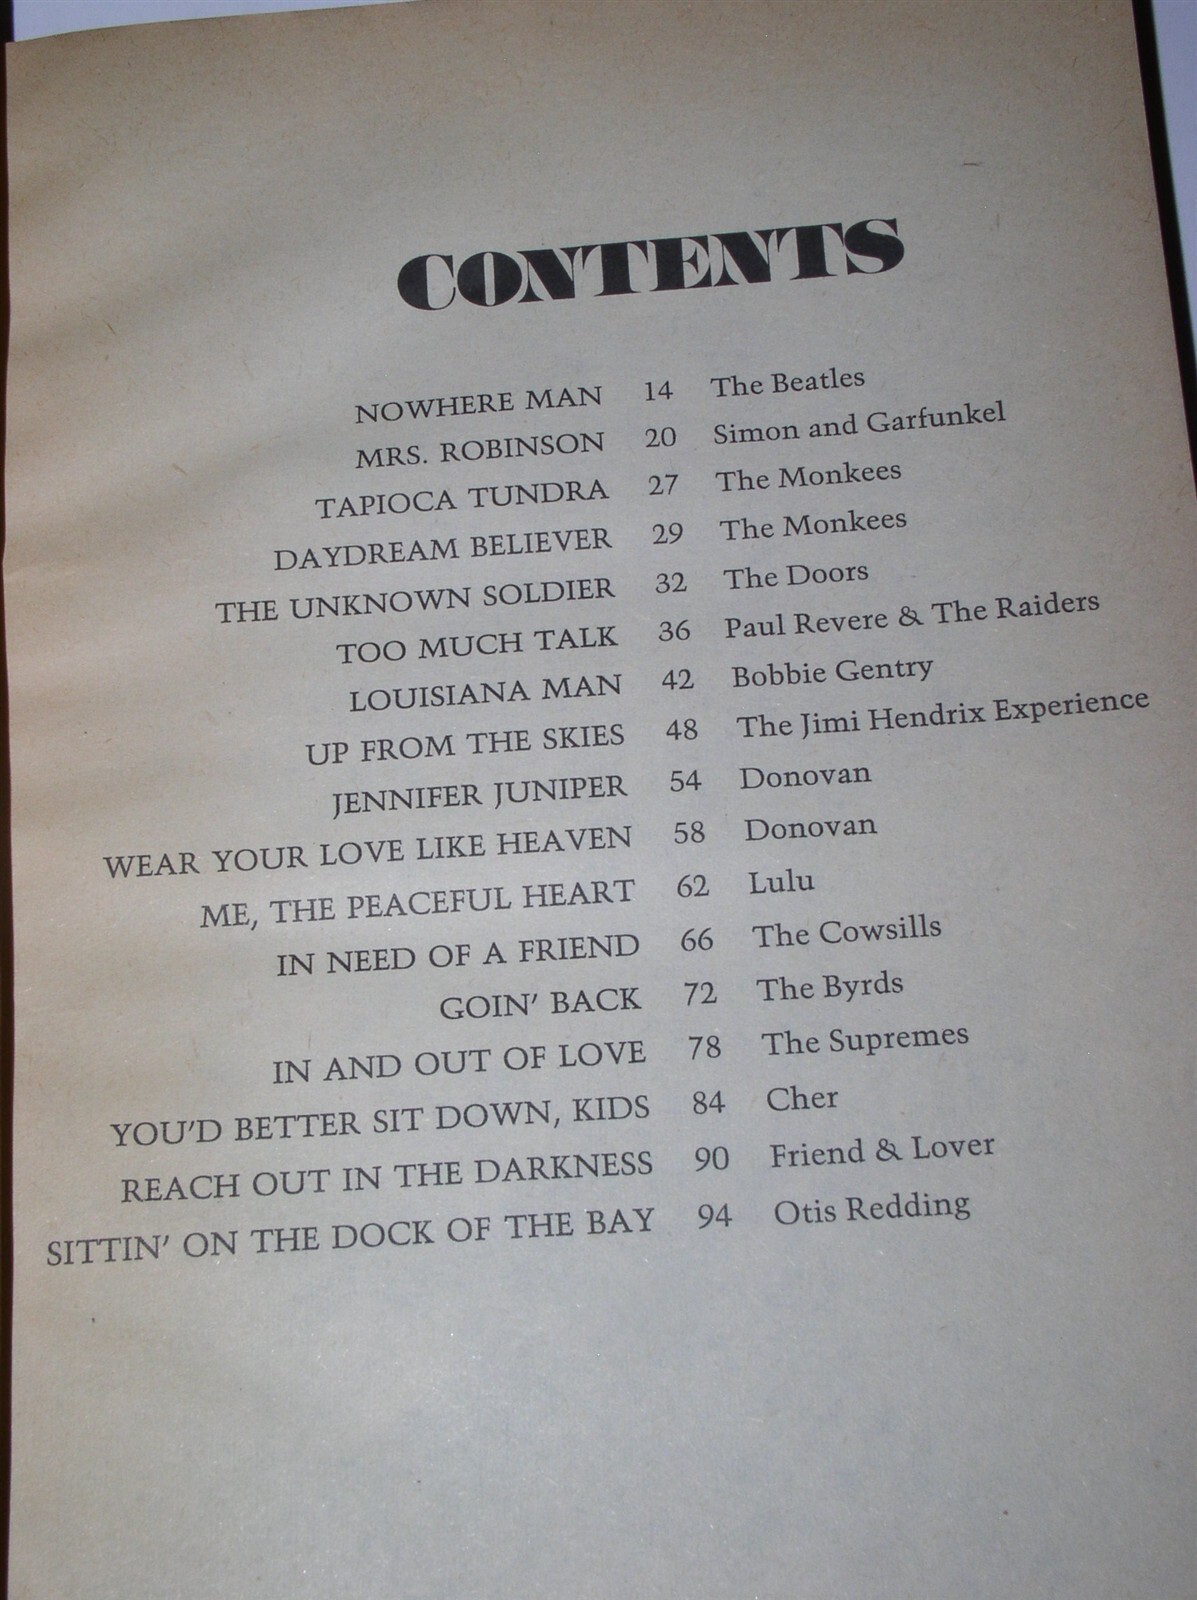 CONTENTS
NOWHERE MAN 14 The Beatles
MRS. ROBINSON 20 Simon and Garfunkel
TAPIOCA TUNDRA 27 The Monkees
DAYDREAM BELIEVER 29 The Monkees
THE UNKNOWN SOLDIER 32 The Doors
TOO MUCH TALK 36 Paul Revere & The Raiders
LOUISIANA MAN 42 Bobbie Gentry
UP FROM THE SKIES 48 The Jimi Hendrix Experience
JENNIFER JUNIPER 54 Donovan
WEAR YOUR LOVE LIKE HEAVEN 58 Donovan
ME, THE PEACEFUL HEART 62 Lulu
IN NEED OF A FRIEND 66 The Cowsills
GOIN' BACK 72 The Byrds
IN AND OUT OF LOVE 78 The Supremes
YOU'D BETTER SIT DOWN, KIDS 84 Cher
REACH OUT IN THE DARKNESS 90 Friend & Lover
SITTIN' ON THE DOCK OF THE BAY 94 Otis Redding